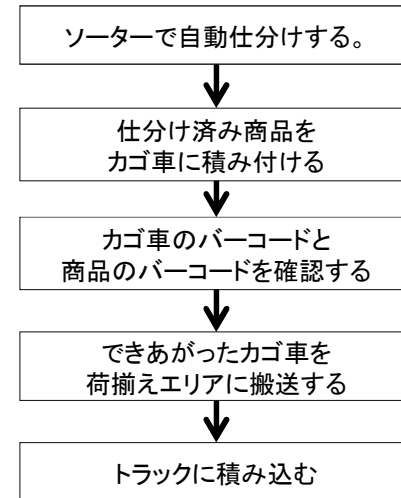 ソーターで自動仕分けする。
仕分け済み商品を
カゴ車に積み付ける
カゴ車のバーコードと
商品のバーコードを確認する
できあがったカゴ車を
荷揃えエリアに搬送する
トラックに積み込む